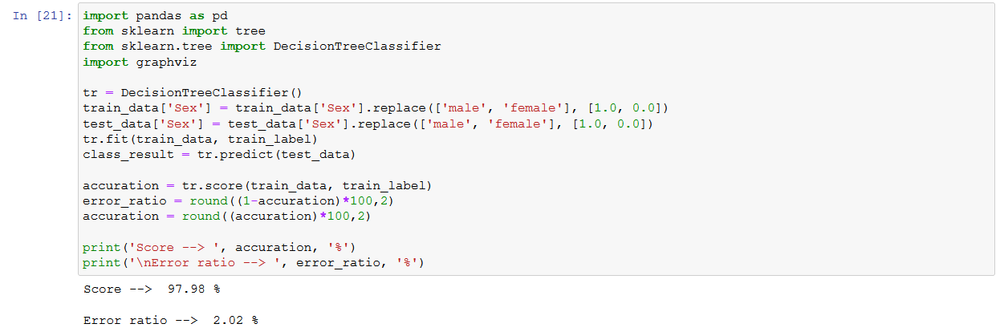 In [21]: import pandas as pd
from sklearn import tree
from sklearn.tree import DecisionTreeClassifier
import graphviz
tr = DecisionTreeClassifier()
train_data['Sex'] = train_data['Sex'].replace(['male', 'female'], [1.0, 0.0])
test_data['Sex'] = test_data['Sex'].replace(['male', 'female'], [1.0, 0.0])
tr.fit(train_data, train_label)
class_result = tr.predict(test_data)
accuration = tr.score(train_data, train_label)
error_ratio = round((1-accuration)*100,2)
accuration = round((accuration)*100,2)
print('Score --> ', accuration, '%')
print('\nError ratio --> ', error_ratio, '%')
Score -->  97.98 %
Error ratio -->  2.02 %